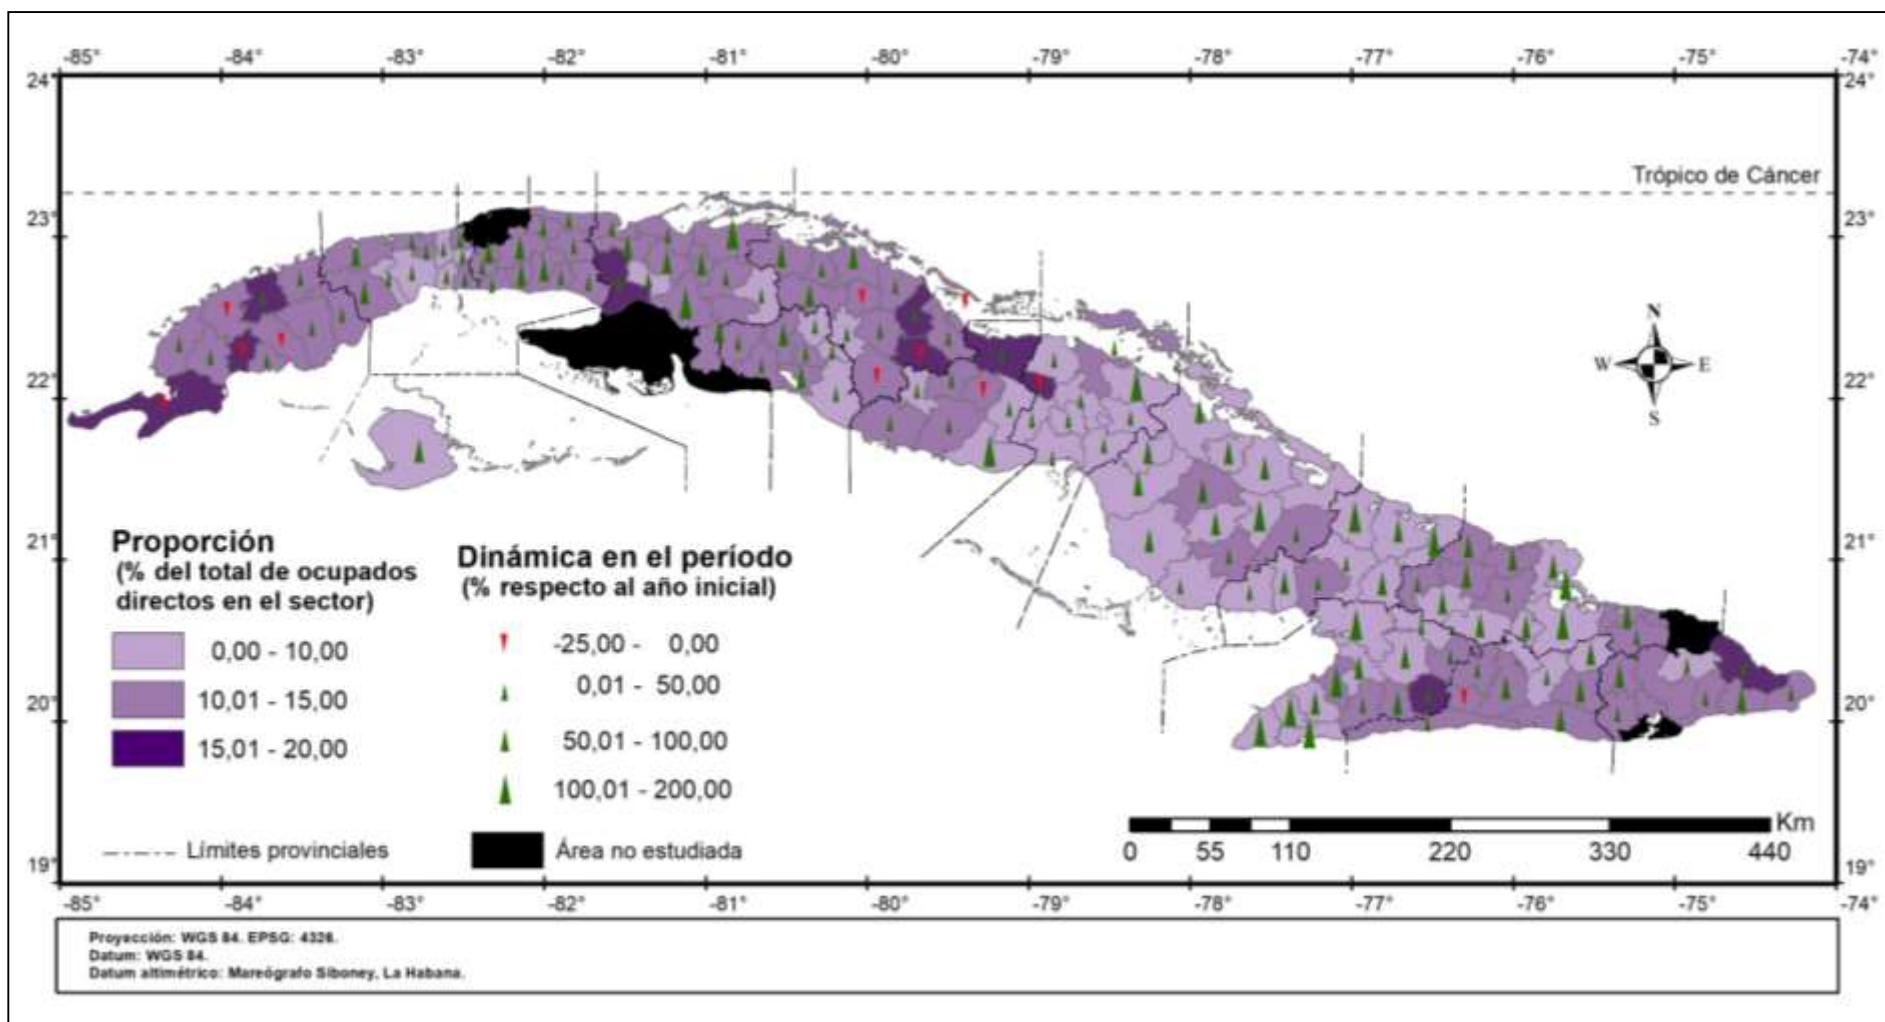 -85° -84° -83° -82° -81° -80° -79° -78° -77° -76° -75° -74°
24° 24°
Trópico de Cáncer
23° 23°
N
W E
S
22° 22°
21° 21°
20° 20°
19° 19°
Proporción
(% del total de ocupados
directos en el sector)
0,00 - 10,00
10,01 - 15,00
15,01 - 20,00
Dinámica en el período
(% respecto al año inicial)
-25,00 - 0,00
0,01 - 50,00
50,01 - 100,00
100,01 - 200,00
Límites provinciales
Área no estudiada
Km
0 55 110 220 330 440
-85° -84° -83° -82° -81° -80° -79° -78° -77° -76° -75° -74°
Proyección: WGS 84. EPSG: 4326.
Datum: WGS 84.
Datum altimétrico: Mareógrafo Siboney, La Habana.